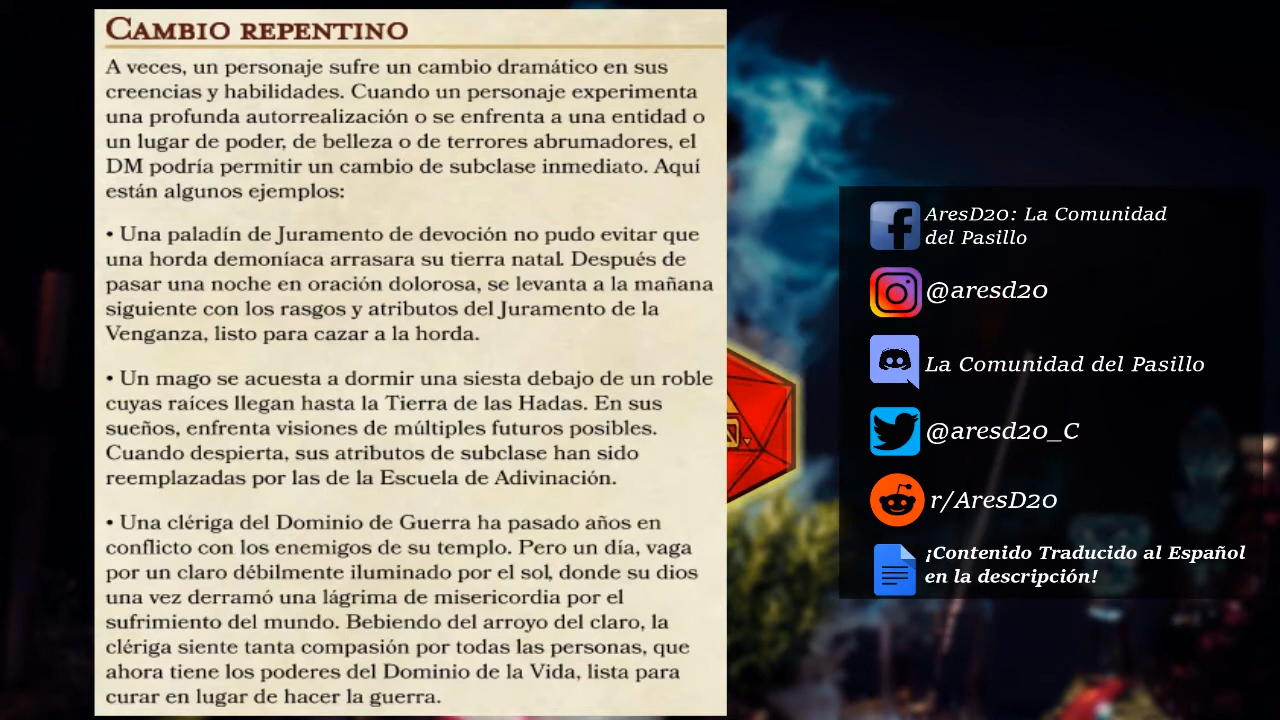 CAMBIO REPENTINO
A veces, un personaje sufre un cambio dramático en sus
creencias y habilidades. Cuando un personaje experimenta
una profunda autorrealización o se enfrenta a una entidad o
un lugar de poder, de belleza o de terrores abrumadores, el
DM podría permitir un cambio de subclase inmediato. Aquí
están algunos ejemplos:
• Una paladín de Juramento de devoción no pudo evitar que
una horda demoníaca arrasara su tierra natal. Después de
pasar una noche en oración dolorosa, se levanta a la mañana
siguiente con los rasgos y atributos del Juramento de la
Venganza, listo para cazar a la horda.
• Un mago se acuesta a dormir una siesta debajo de un roble
cuyas raíces llegan hasta la Tierra de las Hadas. En sus
sueños, enfrenta visiones de múltiples futuros posibles.
Cuando despierta, sus atributos de subclase han sido
reemplazadas por las de la Escuela de Adivinación.
• Una clériga del Dominio de Guerra ha pasado años en
conflicto con los enemigos de su templo. Pero un día, vaga
por un claro débilmente iluminado por el sol, donde su dios
una vez derramó una lágrima de misericordia por el
sufrimiento del mundo. Bebiendo del arroyo del claro, la
clériga siente tanta compasión por todas las personas, que
ahora tiene los poderes del Dominio de la Vida, lista para
curar en lugar de hacer la guerra.
AresD20: La Comunidad
del Pasillo
@aresd20
La Comunidad del Pasillo
@aresd20_C
r/AresD20
¡Contenido Traducido al Español
en la descripción!